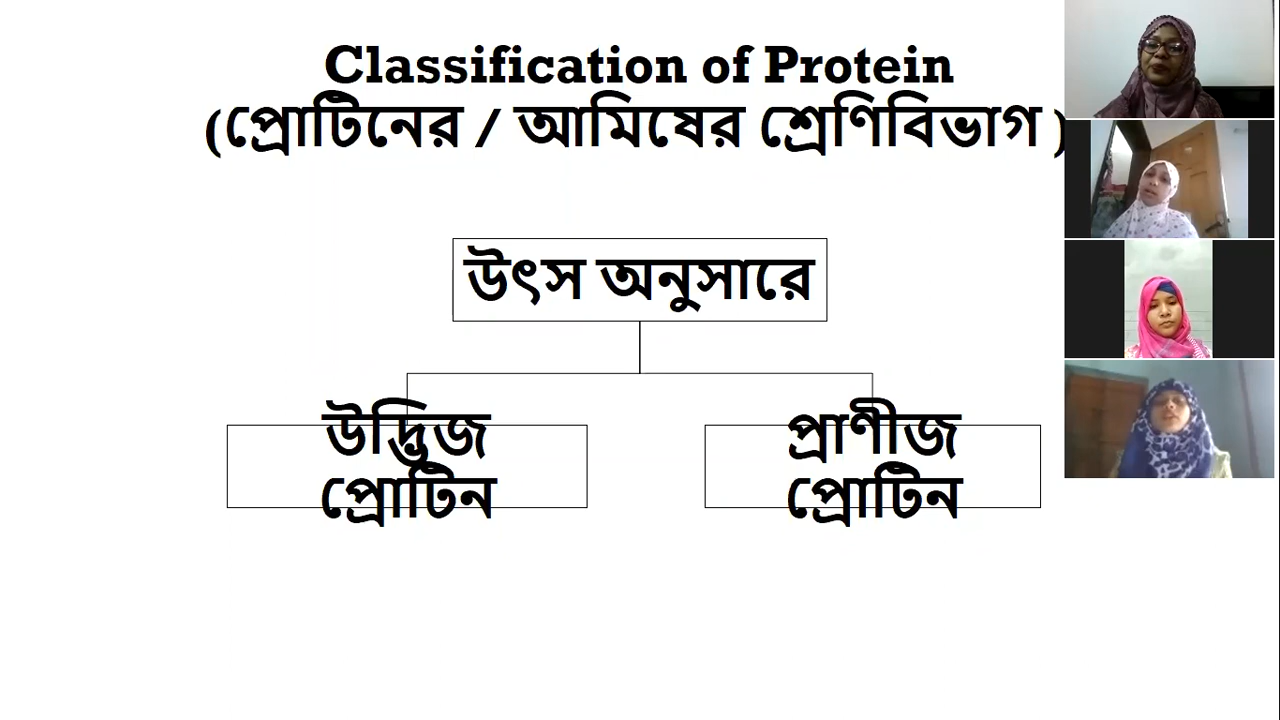 Classification of Protein
(প্রোটিনের / আমিষের শ্রেণিবিভাগ )
উৎস অনুসারে
উদ্ভিজ
প্রোটিন
প্রাণীজ
প্রোটিন